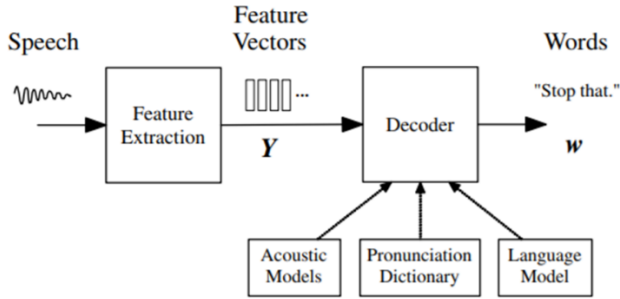 Speech
Feature
Vectors
Words
Feature
Extraction
...
Y
Decoder
"Stop that."
w
Acoustic
Models
Pronunciation
Dictionary
Language
Model